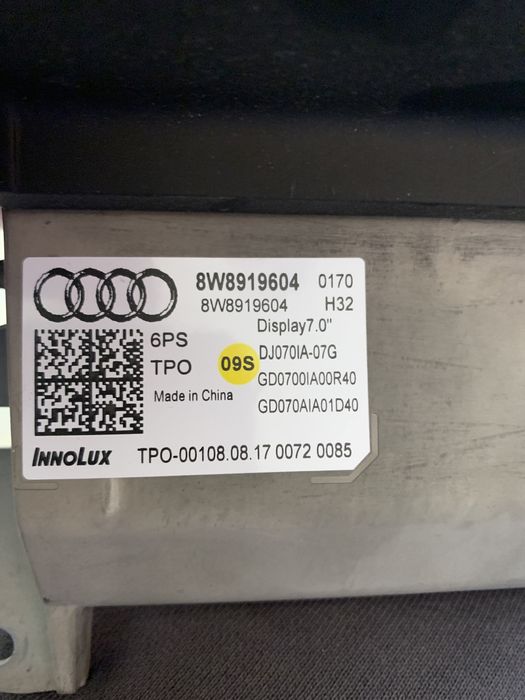 8W8919604 0170
8W8919604 H32
Display7.0"
6PS
TPO
09S
DJ070IA-07G
GD0700IA00R40
Made in China
GD070AIA01D40
INNOLUX TPO-00108.08.17 0072 0085